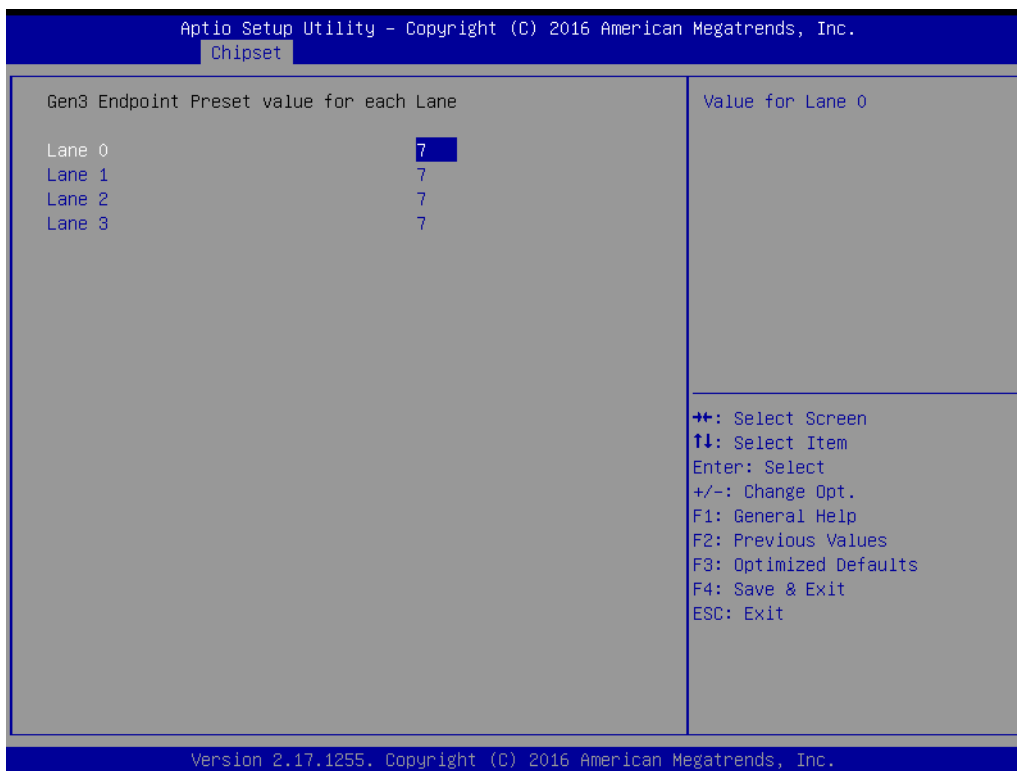 Aptio Setup Utility – Copyright (C) 2016 American Megatrends, Inc.
Chipset
Gen3 Endpoint Preset value for each Lane
Lane 0 7
Lane 1 7
Lane 2 7
Lane 3 7
Value for Lane 0
→←: Select Screen
↑↓: Select Item
Enter: Select
+/-: Change Opt.
F1: General Help
F2: Previous Values
F3: Optimized Defaults
F4: Save & Exit
ESC: Exit
Version 2.17.1255. Copyright (C) 2016 American Megatrends, Inc.